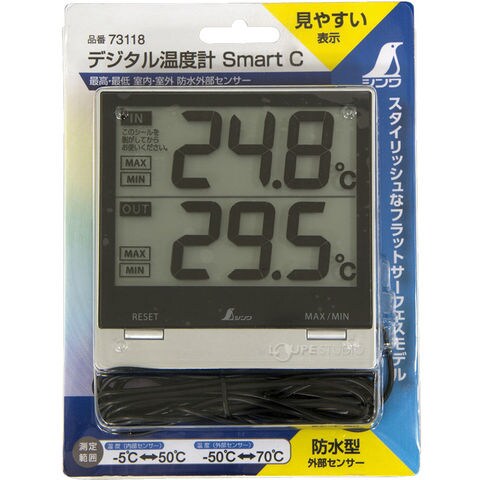 品番 73118
デジタル温度計 Smart C
最高・最低 室内・室外 防水外部センサー
見やすい
表示
シンワ
スタイリッシュなフラットサーフェスモデル
IN
このシールを
剥がしてから
お使いください。
MAX
MIN
24.8℃
OUT
MAX
MIN
29.5℃
RESET
シンワ
MAX/MIN
LOUPE STUDIO
測定
範囲
温度(内部センサー)
-5℃⬌50℃
温度(外部センサー)
-50℃⬌70℃
防水型
外部センサー